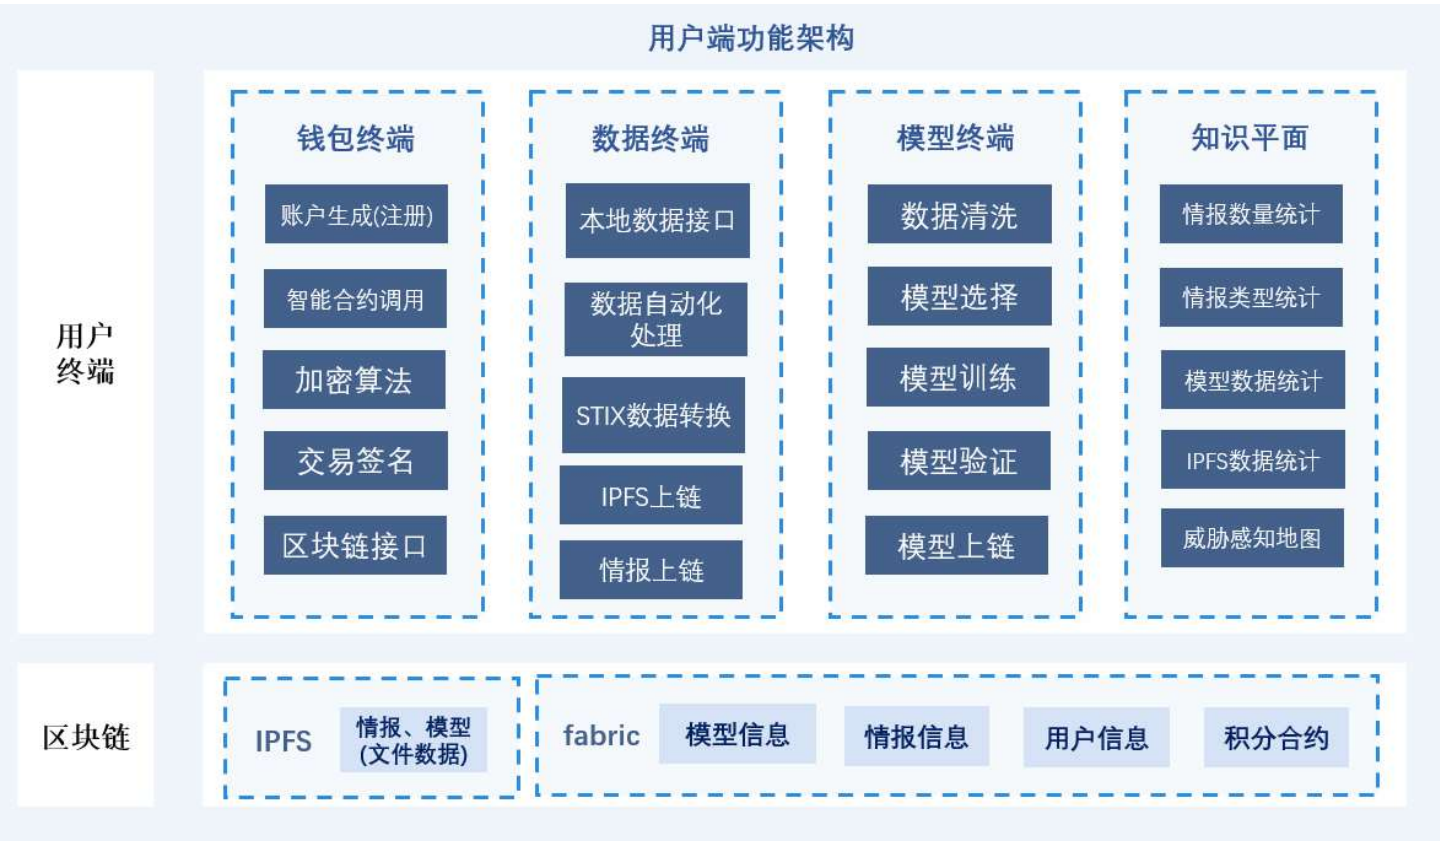 用户端功能架构
用户
终端
钱包终端
账户生成(注册)
智能合约调用
加密算法
交易签名
区块链接口
数据终端
本地数据接口
数据自动化
处理
STIX数据转换
IPFS上链
情报上链
模型终端
数据清洗
模型选择
模型训练
模型验证
模型上链
知识平面
情报数量统计
情报类型统计
模型数据统计
IPFS数据统计
威胁感知地图
区块链
IPFS
情报、模型
(文件数据)
fabric
模型信息
情报信息
用户信息
积分合约